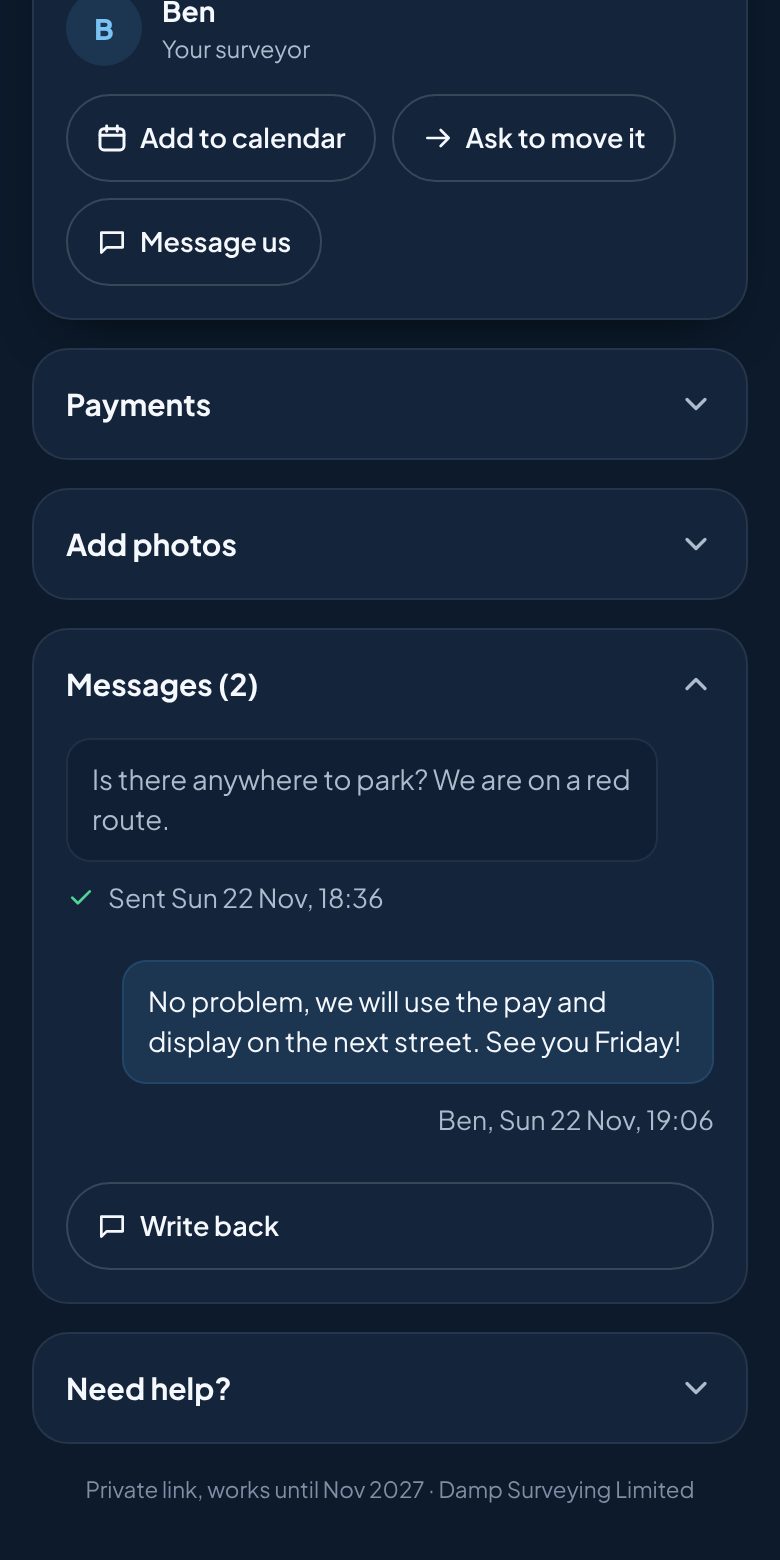 B
Ben
Your surveyor
Add to calendar
Ask to move it
Message us
Payments
Add photos
Messages (2)
Is there anywhere to park? We are on a red
route.
Sent Sun 22 Nov, 18:36
No problem, we will use the pay and
display on the next street. See you Friday!
Ben, Sun 22 Nov, 19:06
Write back
Need help?
Private link, works until Nov 2027 · Damp Surveying Limited